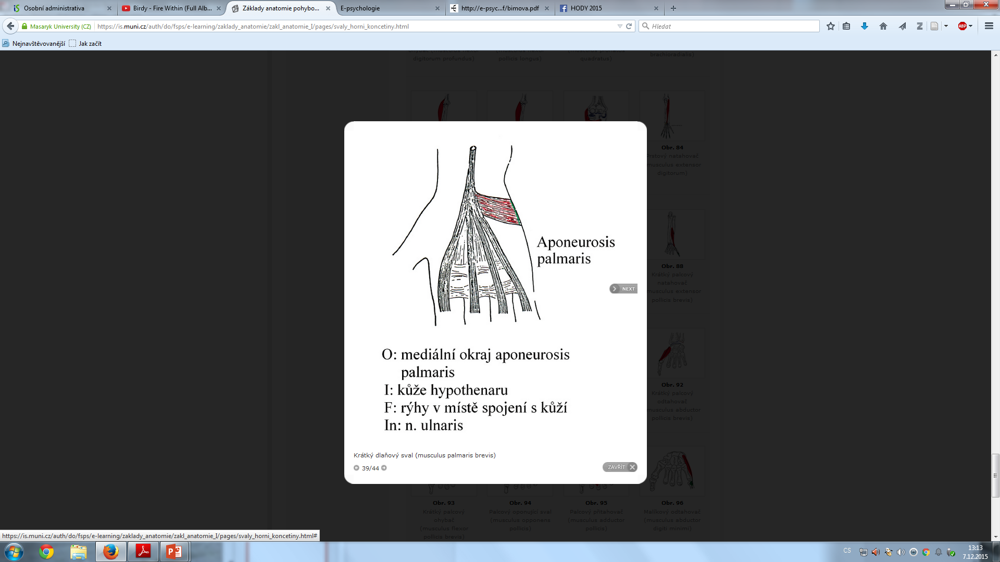 Osobní administrativa
Birdy - Fire Within (Full Alb...
Základy anatomie pohybo...
E-psychologie
http://e-psyc...f/bimova.pdf
HODY 2015
Masaryk University (CZ)
https://is.muni.cz/auth/do/fsps/e-learning/zaklady_anatomie/zakl_anatomie_I/pages/svaly_horni_koncetiny.html
Hledat
ABP
Nejnavštěvovanější
Jak začít
digitorum profundus)
pollicis longus)
quadratus)
brachioradialis)
Obr. 84
Prstový natahovač
(musculus extensor
digitorum)
Aponeurosis
palmaris
Obr. 88
Krátký palcový
natahovač
(musculus extensor
pollicis brevis)
NEXT
O: mediální okraj aponeurosis
palmaris
I: kůže hypothenaru
F: rýhy v místě spojení s kůží
In: n. ulnaris
Obr. 92
Krátký palcový
odtahovač
(musculus abductor
pollicis brevis)
Krátký dlaňový sval (musculus palmaris brevis)
39/44
ZAVŘÍT
Obr. 93
Krátký palcový
ohybač
(musculus flexor
pollicis brevis)
Obr. 94
Palcový oponující sval
(musculus opponens
pollicis)
Obr. 95
Palcový přitahovač
(musculus adductor
pollicis)
Obr. 96
Malíkový odtahovač
(musculus abductor
digiti minimi)
https://is.muni.cz/auth/do/fsps/e-learning/zaklady_anatomie/zakl_anatomie_I/pages/svaly_horni_koncetiny.html#
CS
13:13
7.12.2015